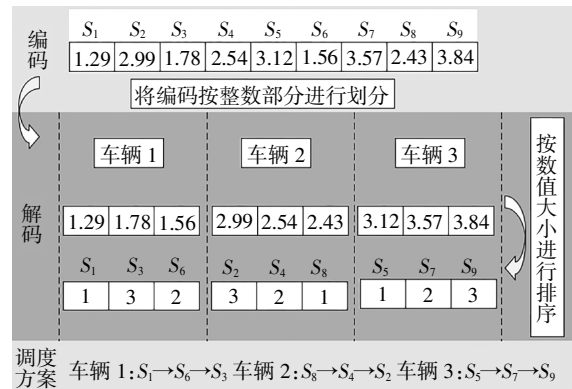 编码
S₁ S₂ S₃ S₄ S₅ S₆ S₇ S₈ S₉
1.29 2.99 1.78 2.54 3.12 1.56 3.57 2.43 3.84
将编码按整数部分进行划分
解码
车辆 1 车辆 2 车辆 3
按数值大小进行排序
1.29 1.78 1.56 2.99 2.54 2.43 3.12 3.57 3.84
S₁ S₃ S₆ S₂ S₄ S₈ S₅ S₇ S₉
1 3 2 3 2 1 1 2 3
调度方案
车辆 1:S₁→S₆→S₃ 车辆 2:S₈→S₄→S₂ 车辆 3:S₅→S₇→S₉